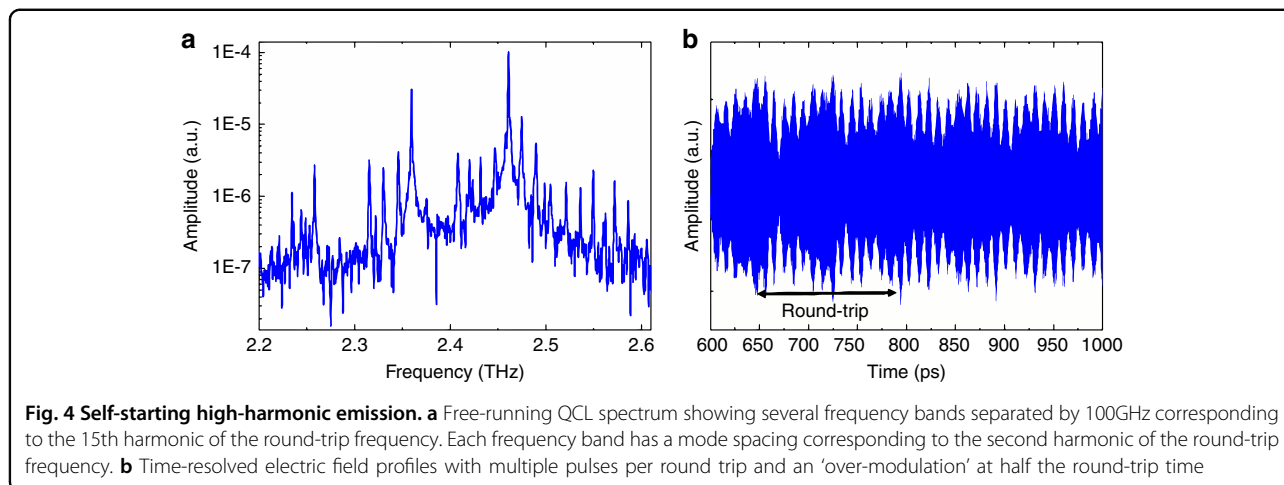 a
b
1E-4
1E-5
1E-6
1E-7
Amplitude (a.u.)
2.2 2.3 2.4 2.5 2.6
Frequency (THz)
Amplitude (a.u.)
Round-trip
600 650 700 750 800 850 900 950 1000
Time (ps)
Fig. 4 Self-starting high-harmonic emission. a Free-running QCL spectrum showing several frequency bands separated by 100GHz corresponding
to the 15th harmonic of the round-trip frequency. Each frequency band has a mode spacing corresponding to the second harmonic of the round-trip
frequency. b Time-resolved electric field profiles with multiple pulses per round trip and an ‘over-modulation’ at half the round-trip time